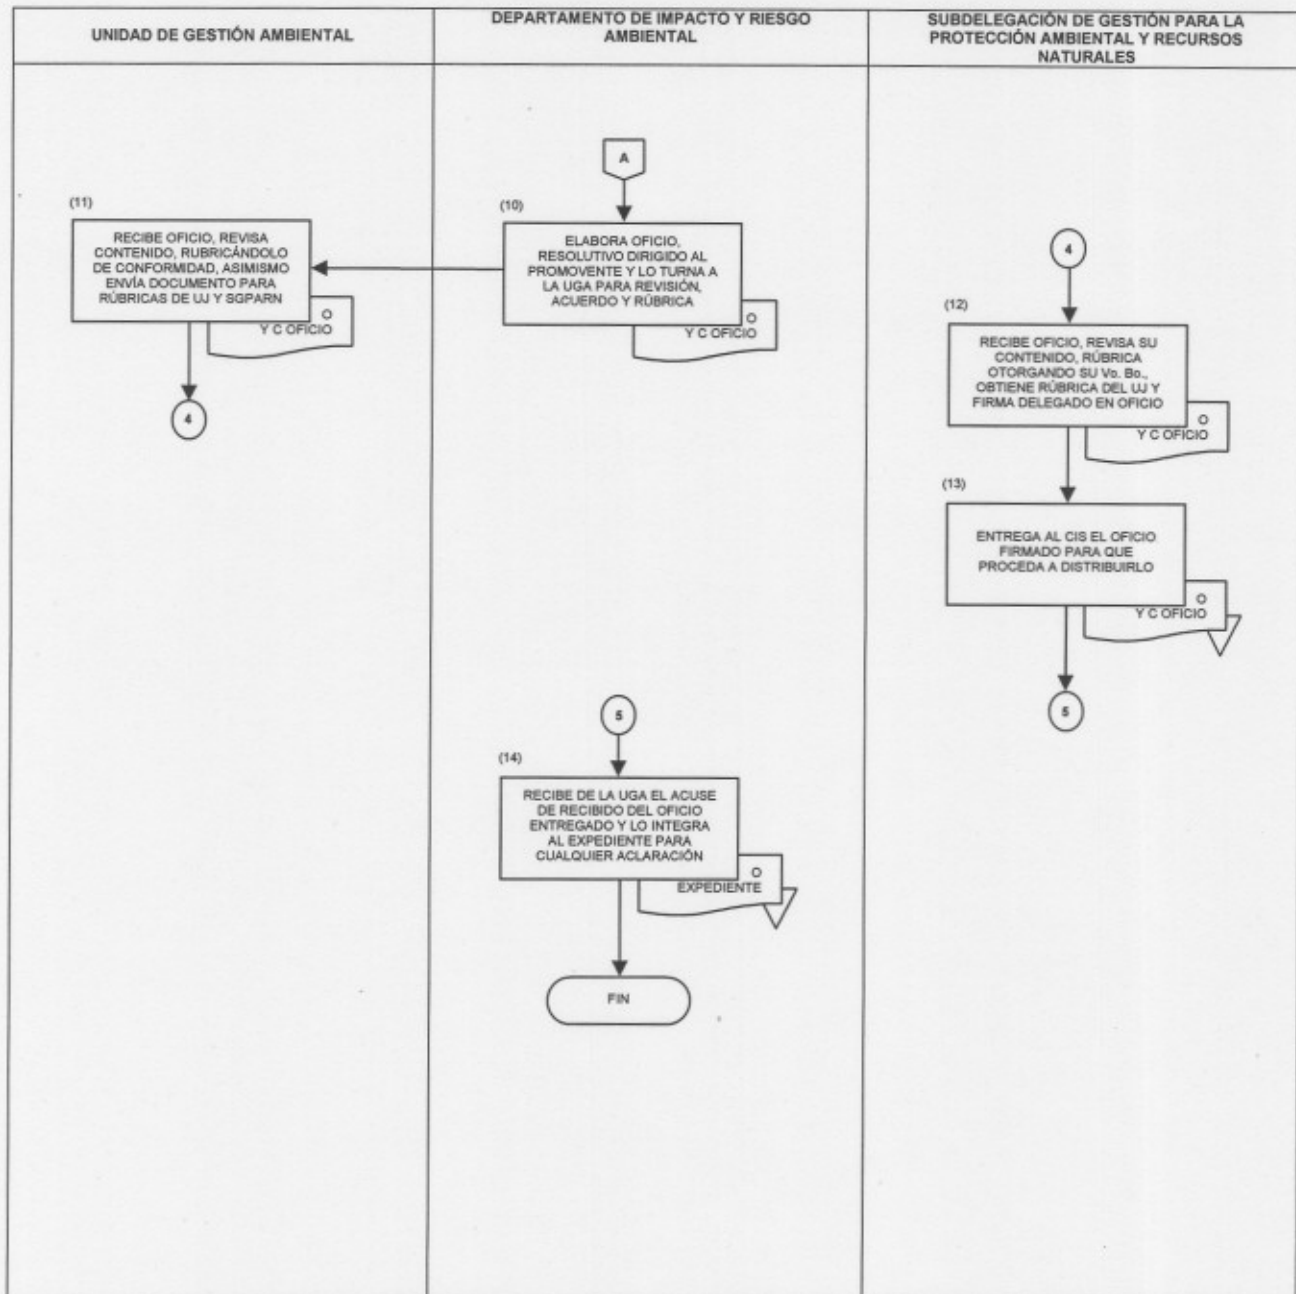 UNIDAD DE GESTIÓN AMBIENTAL
DEPARTAMENTO DE IMPACTO Y RIESGO
AMBIENTAL
SUBDELEGACIÓN DE GESTIÓN PARA LA
PROTECCIÓN AMBIENTAL Y RECURSOS
NATURALES
A
(10)
ELABORA OFICIO,
RESOLUTIVO DIRIGIDO AL
PROMOVENTE Y LO TURNA A
LA UGA PARA REVISIÓN,
ACUERDO Y RÚBRICA
O
Y C OFICIO
(11)
RECIBE OFICIO, REVISA
CONTENIDO, RUBRICÁNDOLO
DE CONFORMIDAD, ASIMISMO
ENVÍA DOCUMENTO PARA
RÚBRICAS DE UJ Y SGPARN
O
Y C OFICIO
4
4
(12)
RECIBE OFICIO, REVISA SU
CONTENIDO, RÚBRICA
OTORGANDO SU Vo. Bo.,
OBTIENE RÚBRICA DEL UJ Y
FIRMA DELEGADO EN OFICIO
O
Y C OFICIO
(13)
ENTREGA AL CIS EL OFICIO
FIRMADO PARA QUE
PROCEDA A DISTRIBUIRLO
O
Y C OFICIO
5
5
(14)
RECIBE DE LA UGA EL ACUSE
DE RECIBIDO DEL OFICIO
ENTREGADO Y LO INTEGRA
AL EXPEDIENTE PARA
CUALQUIER ACLARACIÓN
O
EXPEDIENTE
FIN